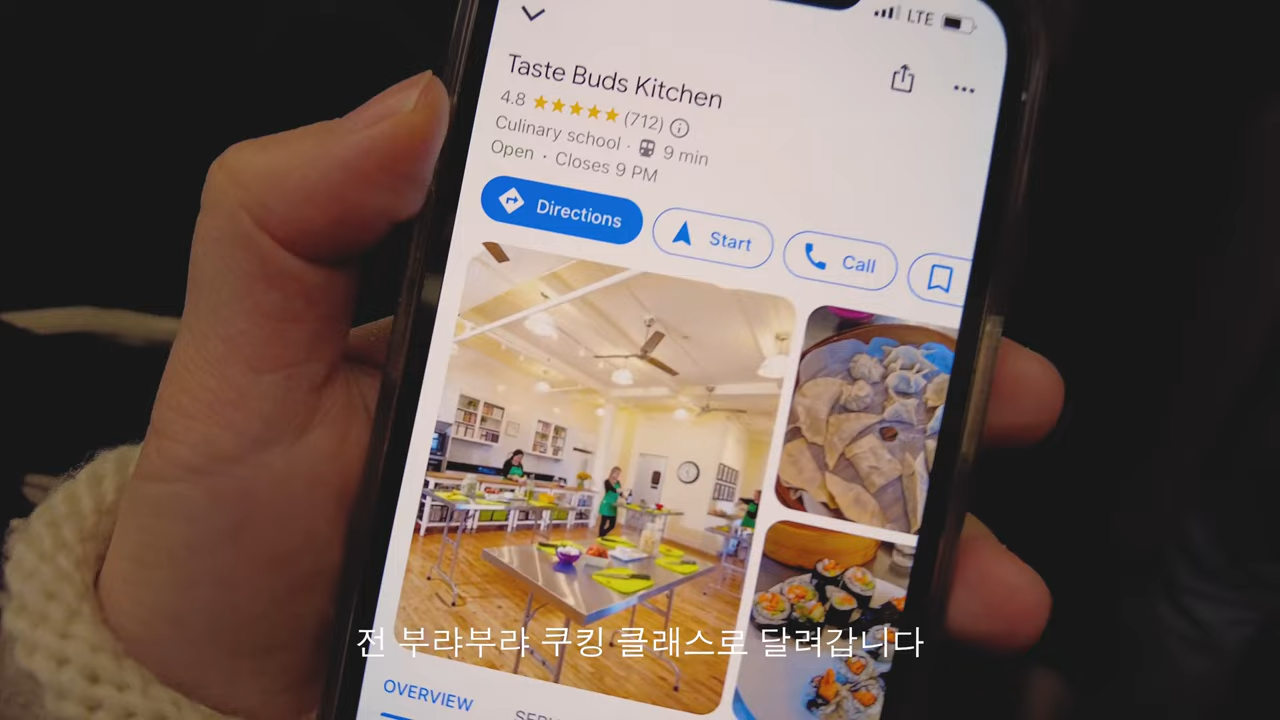 LTE
Taste Buds Kitchen
4.8 (712)
Culinary school · 9 min
Open · Closes 9 PM
Directions
Start
Call
전 부랴부랴 쿠킹 클래스로 달려갑니다
OVERVIEW